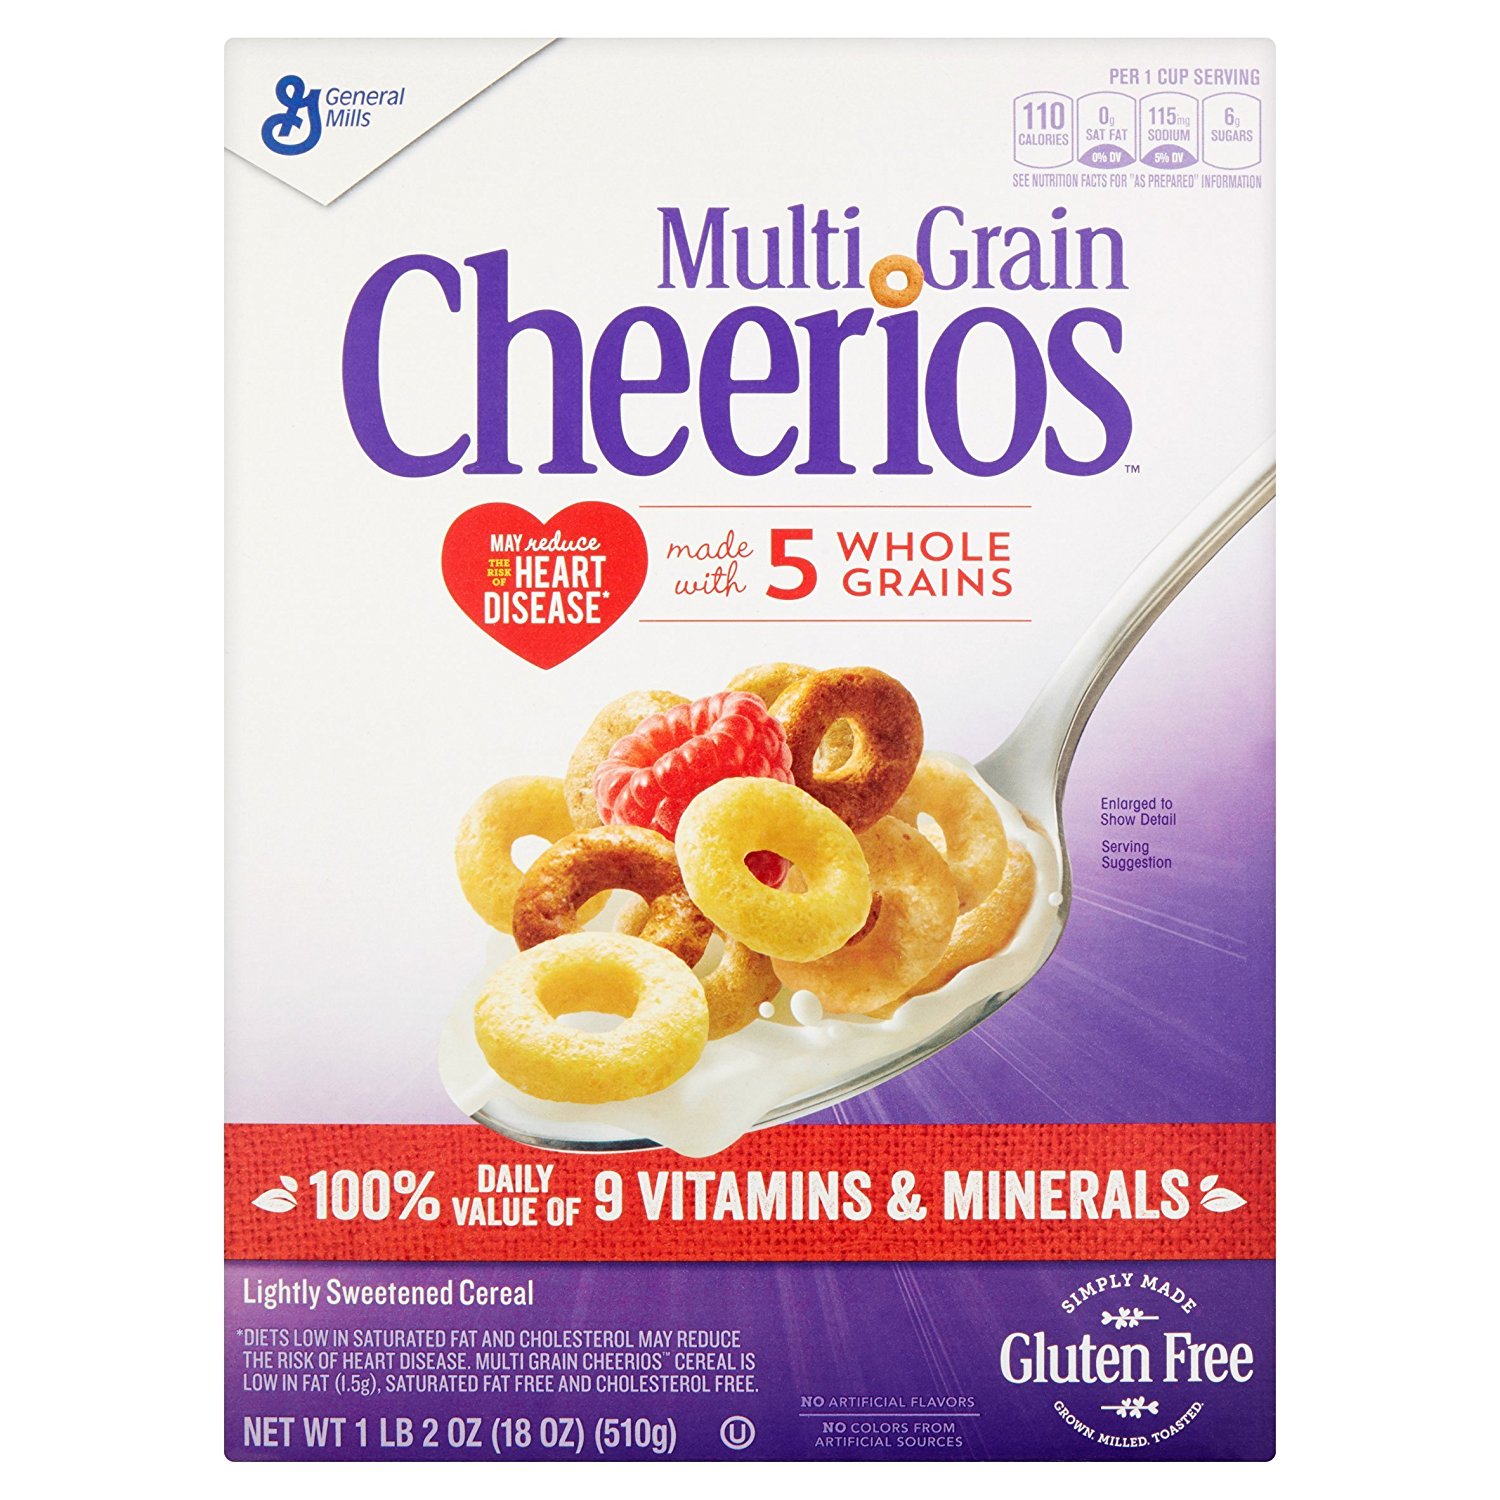 General
Mills
PER 1 CUP SERVING
110
CALORIES
0g
SAT FAT
0% DV
115mg
SODIUM
5% DV
6g
SUGARS
SEE NUTRITION FACTS FOR "AS PREPARED" INFORMATION
Multi Grain
Cheerios™
MAY reduce
THE RISK OF HEART
DISEASE*
made with 5 WHOLE GRAINS
Enlarged to
Show Detail
Serving
Suggestion
100% DAILY VALUE OF 9 VITAMINS & MINERALS
Lightly Sweetened Cereal
*DIETS LOW IN SATURATED FAT AND CHOLESTEROL MAY REDUCE
THE RISK OF HEART DISEASE. MULTI GRAIN CHEERIOS™ CEREAL IS
LOW IN FAT (1.5g), SATURATED FAT FREE AND CHOLESTEROL FREE.
NET WT 1 LB 2 OZ (18 OZ) (510g)
U
NO ARTIFICIAL FLAVORS
NO COLORS FROM
ARTIFICIAL SOURCES
SIMPLY MADE
Gluten Free
GROWN. MILLED. TOASTED.